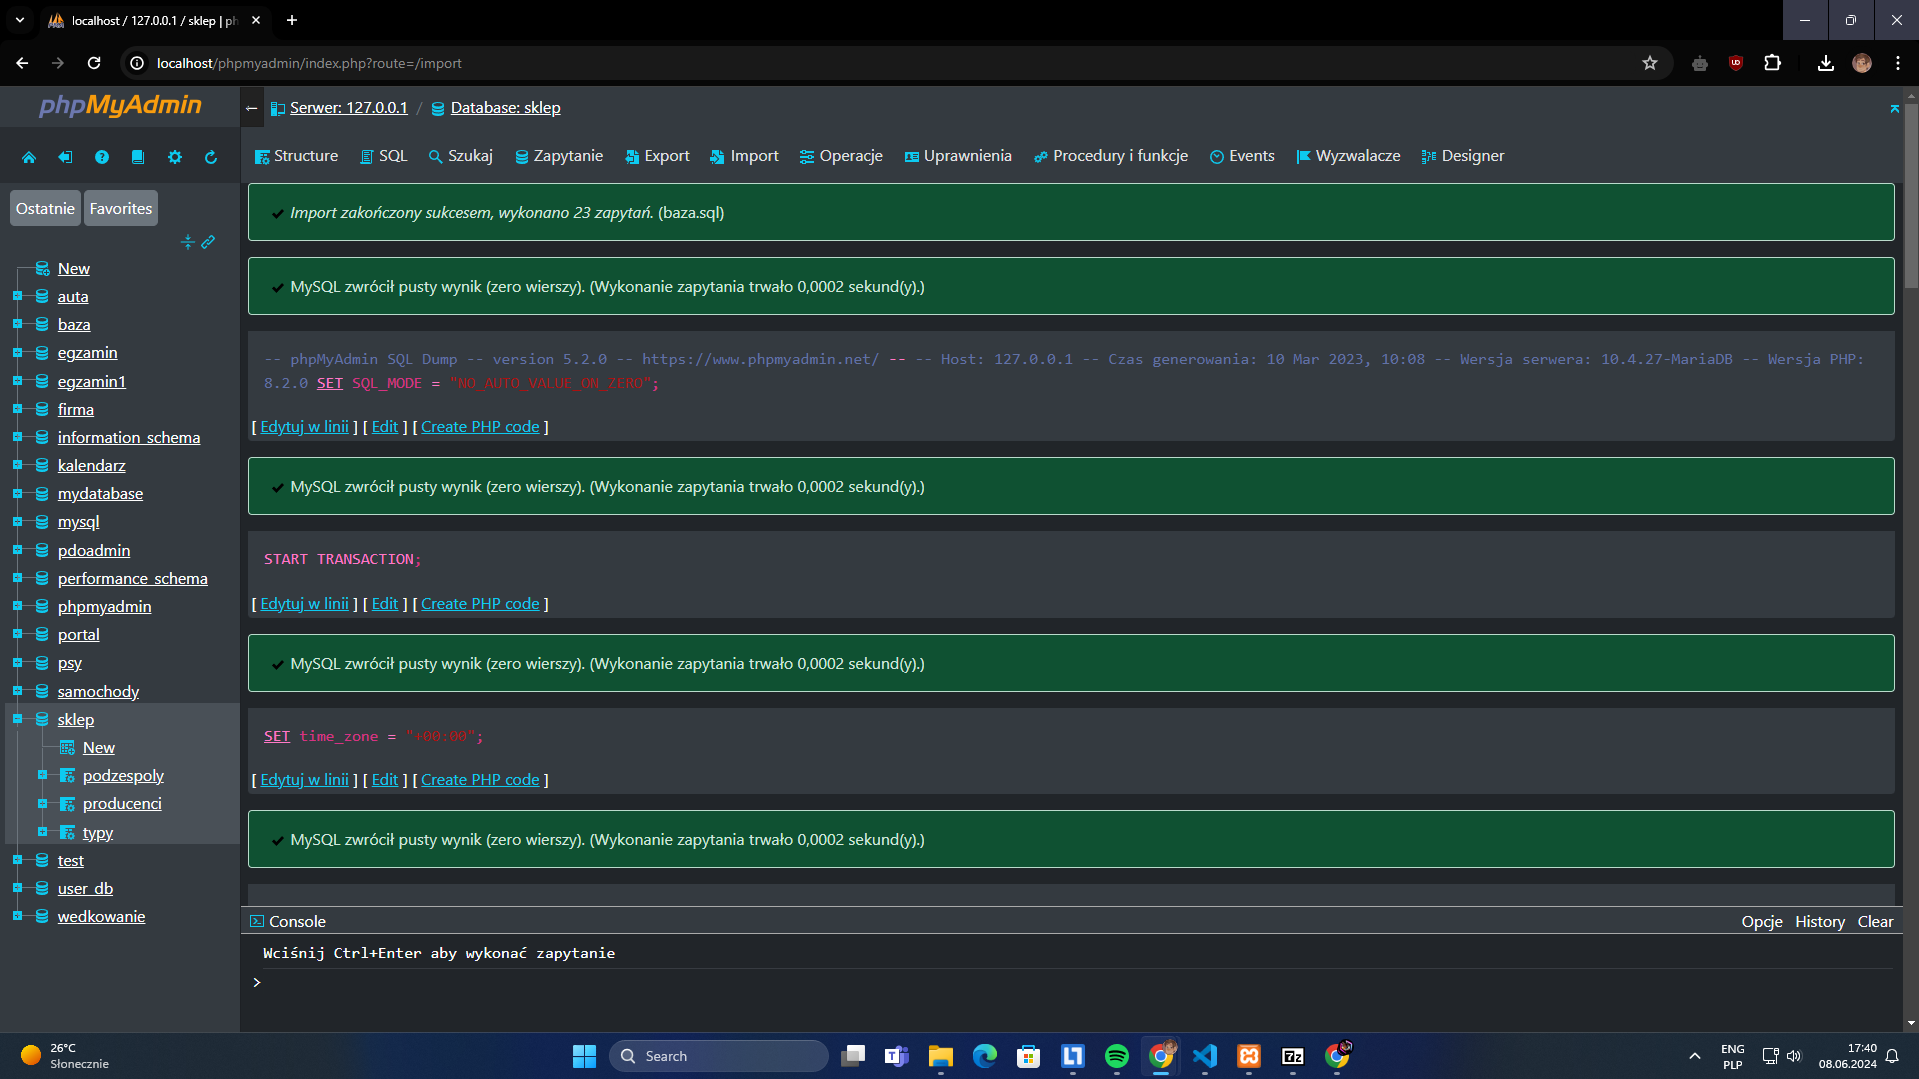 localhost / 127.0.0.1 / sklep | ph
localhost/phpmyadmin/index.php?route=/import
phpMyAdmin
Serwer: 127.0.0.1 / Database: sklep
Structure SQL Szukaj Zapytanie Export Import Operacje Uprawnienia Procedury i funkcje Events Wyzwalacze Designer
Ostatnie Favorites
New
auta
baza
egzamin
egzamin1
firma
information_schema
kalendarz
mydatabase
mysql
pdoadmin
performance_schema
phpmyadmin
portal
psy
samochody
sklep
New
podzespoly
producenci
typy
test
user_db
wedkowanie
Import zakończony sukcesem, wykonano 23 zapytań. (baza.sql)
MySQL zwrócił pusty wynik (zero wierszy). (Wykonanie zapytania trwało 0,0002 sekund(y).)
-- phpMyAdmin SQL Dump -- version 5.2.0 -- https://www.phpmyadmin.net/ -- -- Host: 127.0.0.1 -- Czas generowania: 10 Mar 2023, 10:08 -- Wersja serwera: 10.4.27-MariaDB -- Wersja PHP:
8.2.0 SET SQL_MODE = "NO_AUTO_VALUE_ON_ZERO";
[ Edytuj w linii ] [ Edit ] [ Create PHP code ]
MySQL zwrócił pusty wynik (zero wierszy). (Wykonanie zapytania trwało 0,0002 sekund(y).)
START TRANSACTION;
[ Edytuj w linii ] [ Edit ] [ Create PHP code ]
MySQL zwrócił pusty wynik (zero wierszy). (Wykonanie zapytania trwało 0,0002 sekund(y).)
SET time_zone = "+00:00";
[ Edytuj w linii ] [ Edit ] [ Create PHP code ]
MySQL zwrócił pusty wynik (zero wierszy). (Wykonanie zapytania trwało 0,0002 sekund(y).)
Console Opcje History Clear
Wciśnij Ctrl+Enter aby wykonać zapytanie
>
26°C
Słonecznie
Search
ENG
PLP
17:40
08.06.2024